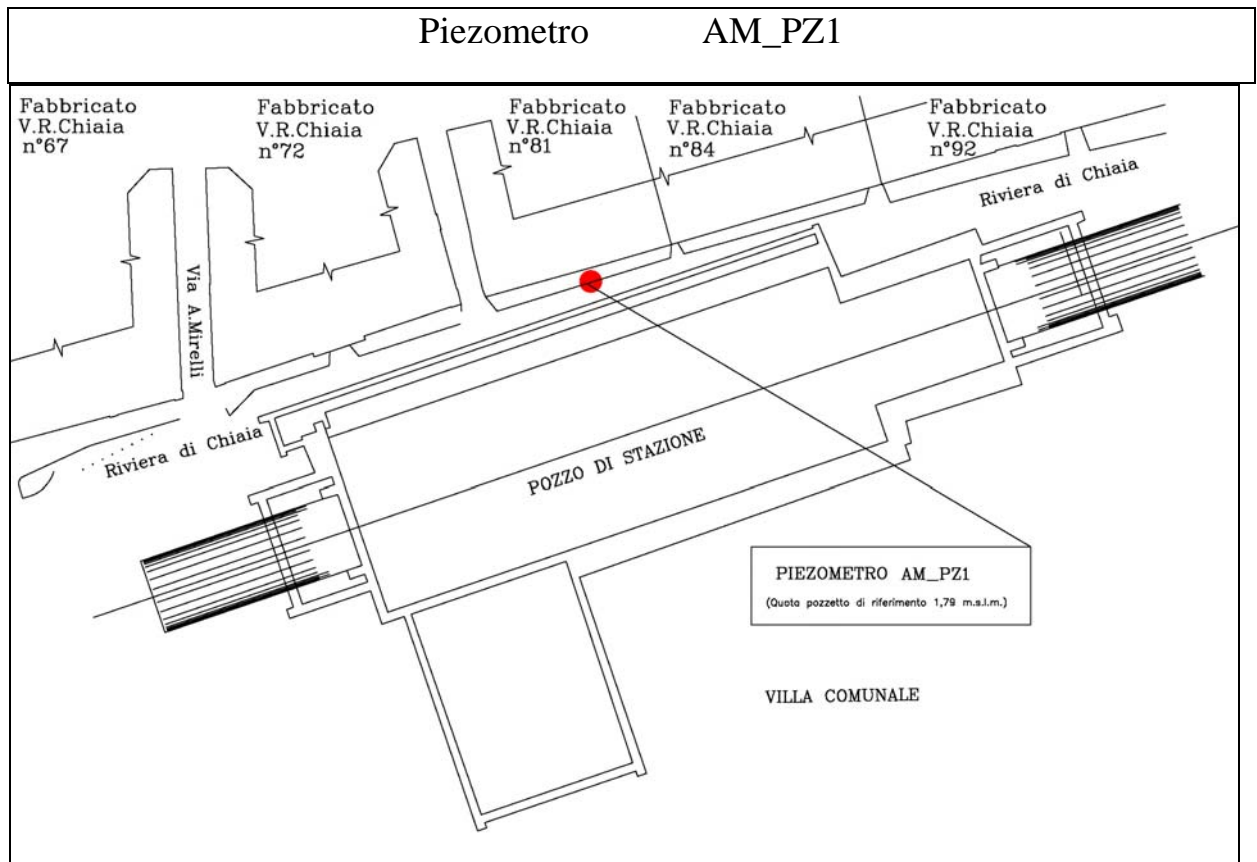 Piezometro AM_PZ1
Fabbricato
V.R.Chiaia
n°67
Fabbricato
V.R.Chiaia
n°72
Fabbricato
V.R.Chiaia
n°81
Fabbricato
V.R.Chiaia
n°84
Fabbricato
V.R.Chiaia
n°92
Riviera di Chiaia
Via A.Mirelli
Riviera di Chiaia
POZZO DI STAZIONE
PIEZOMETRO AM_PZ1
(Quota pozzetto di riferimento 1,79 m.s.l.m.)
VILLA COMUNALE